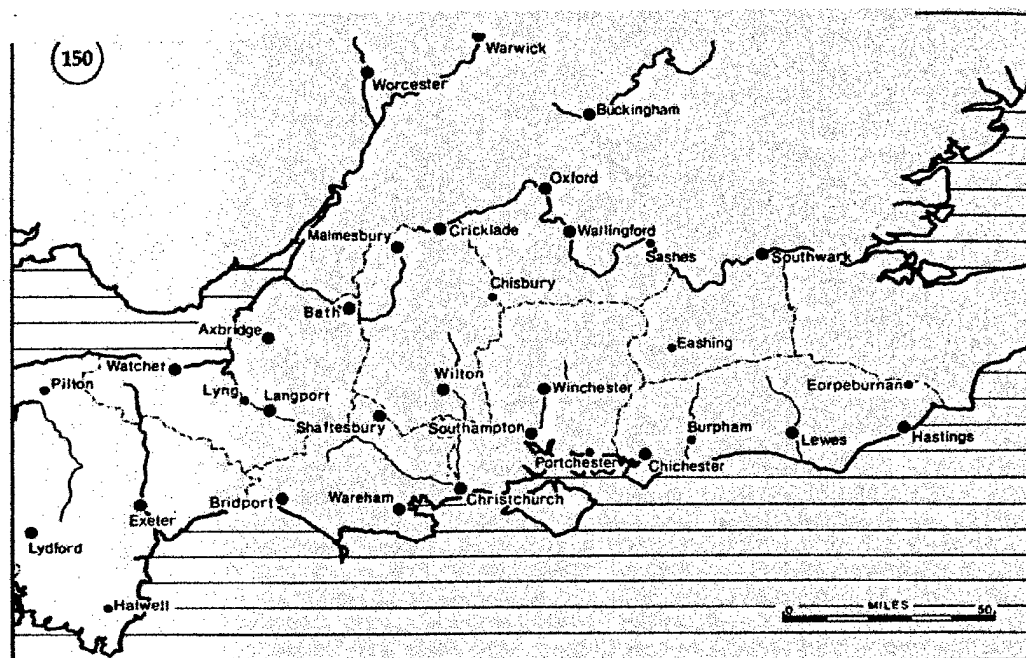 150
Warwick
Worcester
Buckingham
Oxford
Malmesbury
Cricklade
Wallingford
Sashes
Southwark
Chisbury
Bath
Axbridge
Eashing
Watchet
Pilton
Lyng
Langport
Wilton
Winchester
Eorpeburnan
Shaftesbury
Southampton
Burpham
Lewes
Hastings
Portchester
Chichester
Bridport
Wareham
Christchurch
Exeter
Lydford
Halwell
0 MILES 50